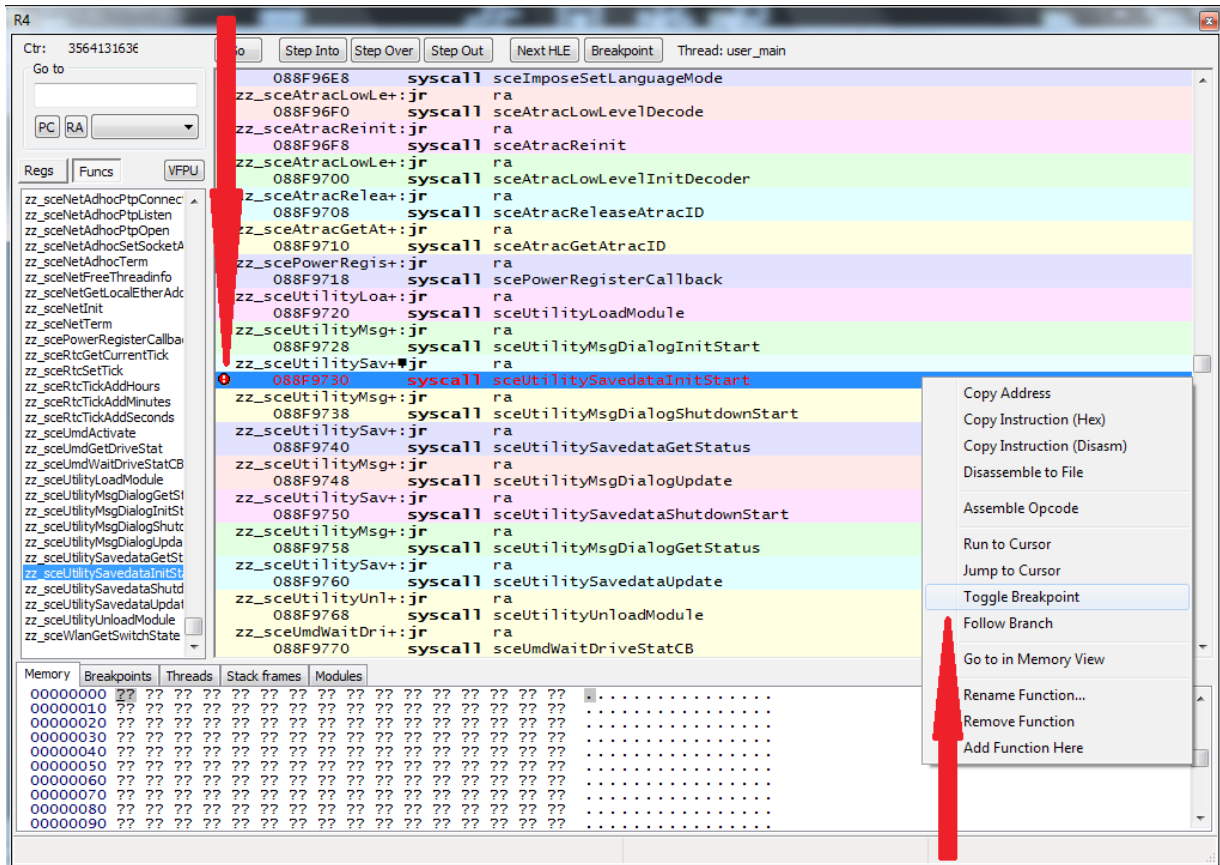 R4
Ctr: 3564131636
Step Into Step Over Step Out Next HLE Breakpoint Thread: user_main
Go to
PC RA
Regs Funcs VFPU
zz_sceNetAdhocPtpConnec
zz_sceNetAdhocPtpListen
zz_sceNetAdhocPtpOpen
zz_sceNetAdhocSetSocketA
zz_sceNetAdhocTerm
zz_sceNetFreeThreadinfo
zz_sceNetGetLocalEtherAdd
zz_sceNetInit
zz_sceNetTerm
zz_scePowerRegisterCallba
zz_sceRtcGetCurrentTick
zz_sceRtcSetTick
zz_sceRtcTickAddHours
zz_sceRtcTickAddMinutes
zz_sceRtcTickAddSeconds
zz_sceUmdActivate
zz_sceUmdGetDriveStat
zz_sceUmdWaitDriveStatCB
zz_sceUtilityLoadModule
zz_sceUtilityMsgDialogGetSt
zz_sceUtilityMsgDialogInitSt
zz_sceUtilityMsgDialogShutd
zz_sceUtilityMsgDialogUpda
zz_sceUtilitySavedataGetSt
zz_sceUtilitySavedataInitSt
zz_sceUtilitySavedataShutd
zz_sceUtilitySavedataUpdat
zz_sceUtilityUnloadModule
zz_sceWlanGetSwitchState
088F96E8 syscall sceImposeSetLanguageMode
zz_sceAtracLowLe+:jr ra
088F96F0 syscall sceAtracLowLevelDecode
zz_sceAtracReinit:jr ra
088F96F8 syscall sceAtracReinit
zz_sceAtracLowLe+:jr ra
088F9700 syscall sceAtracLowLevelInitDecoder
zz_sceAtracRelea+:jr ra
088F9708 syscall sceAtracReleaseAtracID
zz_sceAtracGetAt+:jr ra
088F9710 syscall sceAtracGetAtracID
zz_scePowerRegis+:jr ra
088F9718 syscall scePowerRegisterCallback
zz_sceUtilityLoa+:jr ra
088F9720 syscall sceUtilityLoadModule
zz_sceUtilityMsg+:jr ra
088F9728 syscall sceUtilityMsgDialogInitStart
zz_sceUtilitySav+■jr ra
088F9730 syscall sceUtilitySavedataInitStart
zz_sceUtilityMsg+:jr ra
088F9738 syscall sceUtilityMsgDialogShutdownStart
zz_sceUtilitySav+:jr ra
088F9740 syscall sceUtilitySavedataGetStatus
zz_sceUtilityMsg+:jr ra
088F9748 syscall sceUtilityMsgDialogUpdate
zz_sceUtilitySav+:jr ra
088F9750 syscall sceUtilitySavedataShutdownStart
zz_sceUtilityMsg+:jr ra
088F9758 syscall sceUtilityMsgDialogGetStatus
zz_sceUtilitySav+:jr ra
088F9760 syscall sceUtilitySavedataUpdate
zz_sceUtilityUnl+:jr ra
088F9768 syscall sceUtilityUnloadModule
zz_sceUmdWaitDri+:jr ra
088F9770 syscall sceUmdWaitDriveStatCB
Copy Address
Copy Instruction (Hex)
Copy Instruction (Disasm)
Disassemble to File
Assemble Opcode
Run to Cursor
Jump to Cursor
Toggle Breakpoint
Follow Branch
Go to in Memory View
Rename Function...
Remove Function
Add Function Here
Memory Breakpoints Threads Stack frames Modules
00000000 ?? ?? ?? ?? ?? ?? ?? ?? ?? ?? ?? ?? ?? ?? ?? ?? ................
00000010 ?? ?? ?? ?? ?? ?? ?? ?? ?? ?? ?? ?? ?? ?? ?? ?? ................
00000020 ?? ?? ?? ?? ?? ?? ?? ?? ?? ?? ?? ?? ?? ?? ?? ?? ................
00000030 ?? ?? ?? ?? ?? ?? ?? ?? ?? ?? ?? ?? ?? ?? ?? ?? ................
00000040 ?? ?? ?? ?? ?? ?? ?? ?? ?? ?? ?? ?? ?? ?? ?? ?? ................
00000050 ?? ?? ?? ?? ?? ?? ?? ?? ?? ?? ?? ?? ?? ?? ?? ?? ................
00000060 ?? ?? ?? ?? ?? ?? ?? ?? ?? ?? ?? ?? ?? ?? ?? ?? ................
00000070 ?? ?? ?? ?? ?? ?? ?? ?? ?? ?? ?? ?? ?? ?? ?? ?? ................
00000080 ?? ?? ?? ?? ?? ?? ?? ?? ?? ?? ?? ?? ?? ?? ?? ?? ................
00000090 ?? ?? ?? ?? ?? ?? ?? ?? ?? ?? ?? ?? ?? ?? ?? ?? ................